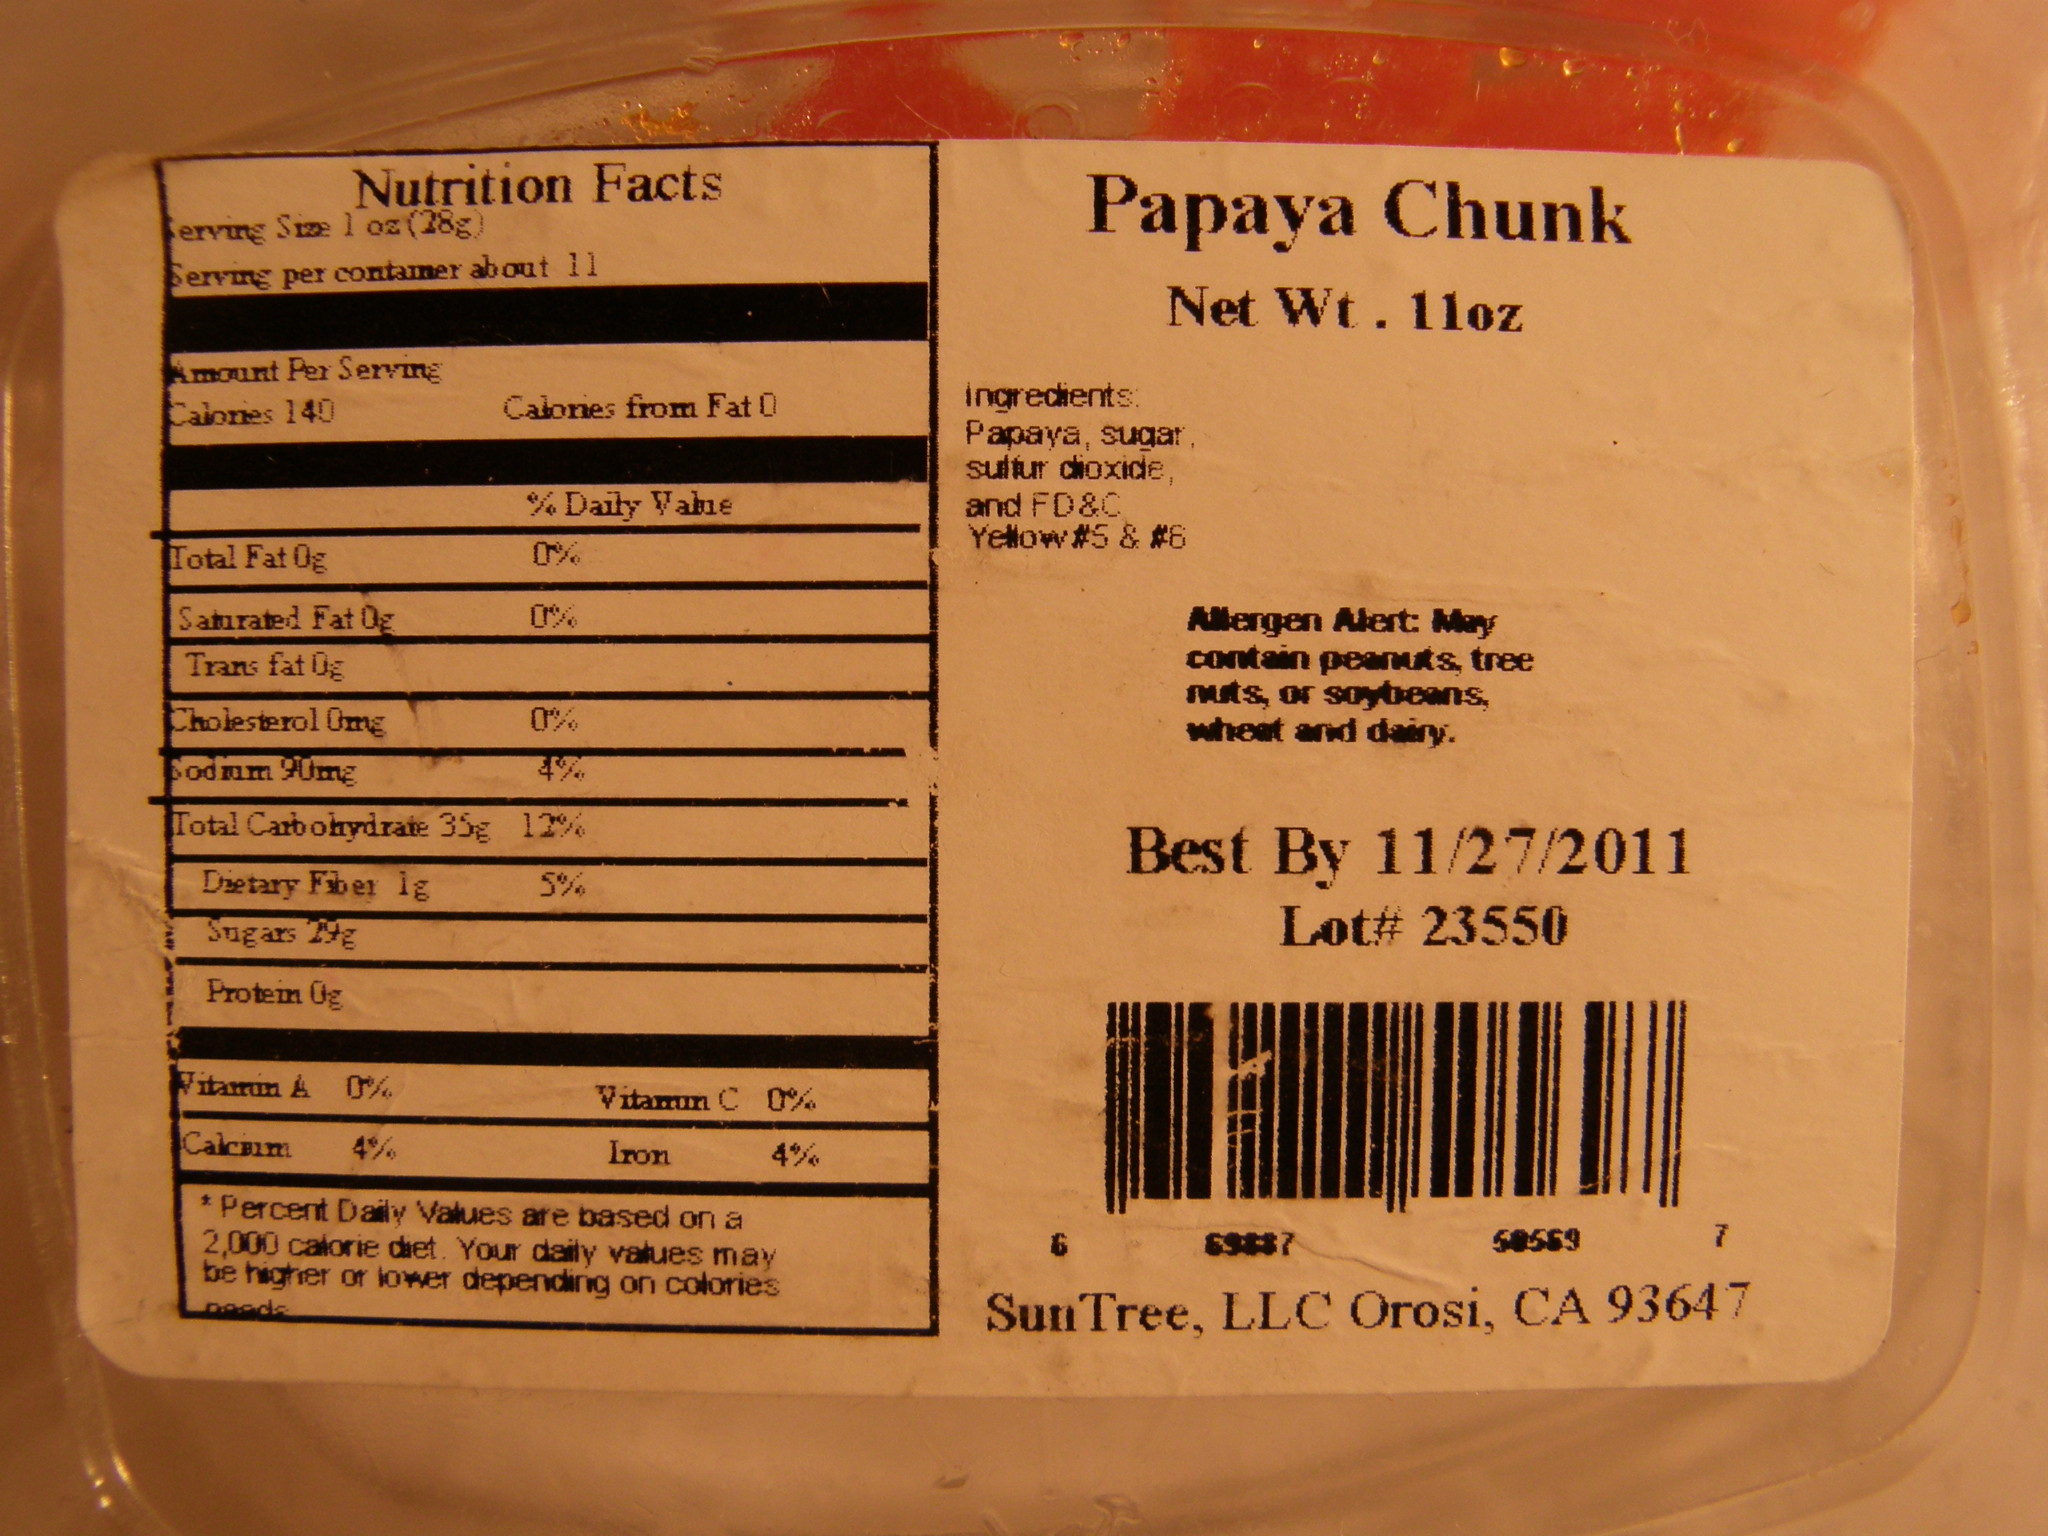 Nutrition Facts
Serving Size 1 oz (28g)
Serving per container about 11
Amount Per Serving
Calories 140 Calories from Fat 0
% Daily Value
Total Fat 0g 0%
Saturated Fat 0g 0%
Trans fat 0g
Cholesterol 0mg 0%
Sodium 90mg 4%
Total Carbohydrate 35g 12%
Dietary Fiber 1g 5%
Sugars 29g
Protein 0g
Vitamin A 0% Vitamin C 0%
Calcium 4% Iron 4%
* Percent Daily Values are based on a
2,000 calorie diet. Your daily values may
be higher or lower depending on colories
needs
Papaya Chunk
Net Wt . 11oz
Ingredients:
Papaya, sugar,
sulfur dioxide,
and FD&C
Yellow #5 & #6
Allergen Alert: May
contain peanuts, tree
nuts, or soybeans,
wheat and dairy.
Best By 11/27/2011
Lot# 23550
6 7
SunTree, LLC Orosi, CA 93647